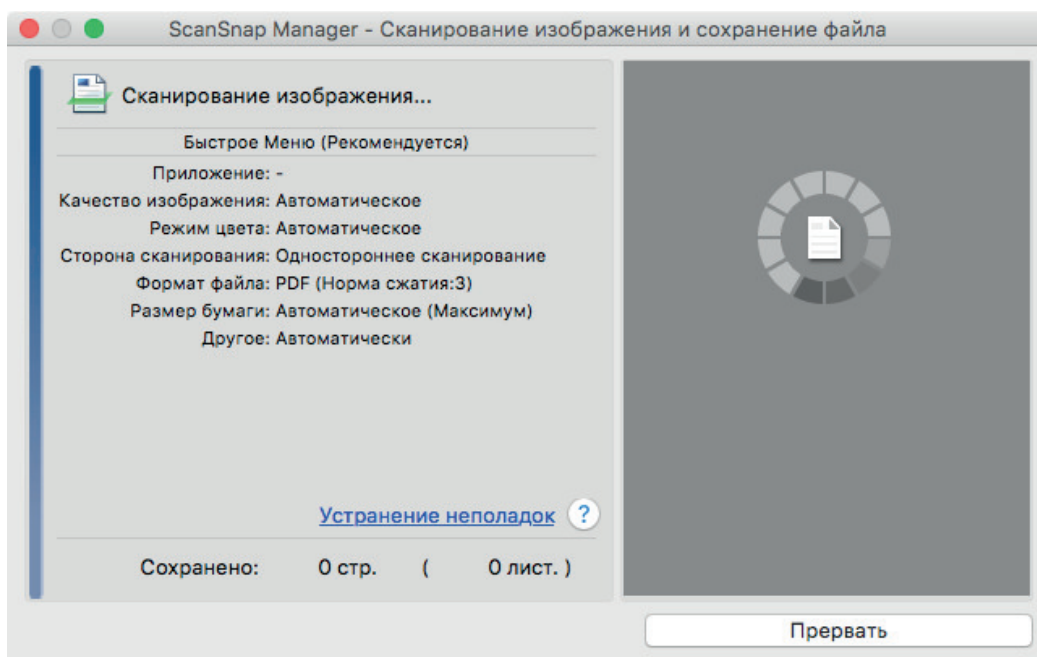 ScanSnap Manager - Сканирование изображения и сохранение файла
Сканирование изображения...
Быстрое Меню (Рекомендуется)
Приложение: -
Качество изображения: Автоматическое
Режим цвета: Автоматическое
Сторона сканирования: Одностороннее сканирование
Формат файла: PDF (Норма сжатия:3)
Размер бумаги: Автоматическое (Максимум)
Другое: Автоматически
Устранение неполадок ?
Сохранено: 0 стр. ( 0 лист. )
Прервать